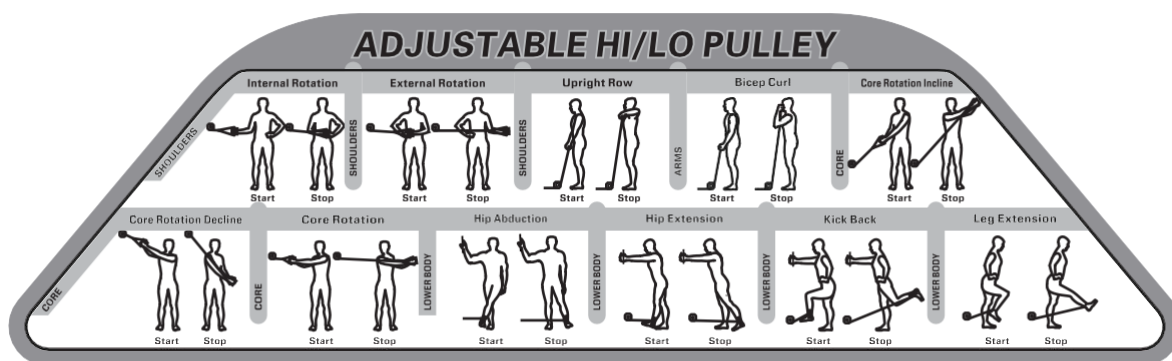 ADJUSTABLE HI/LO PULLEY
SHOULDERS
Internal Rotation
Start Stop
SHOULDERS
External Rotation
Start Stop
SHOULDERS
Upright Row
Start Stop
ARMS
Bicep Curl
Start Stop
CORE
Core Rotation Incline
Start Stop
CORE
Core Rotation Decline
Start Stop
CORE
Core Rotation
Start Stop
LOWER BODY
Hip Abduction
Start Stop
LOWER BODY
Hip Extension
Start Stop
LOWER BODY
Kick Back
Start Stop
LOWER BODY
Leg Extension
Start Stop